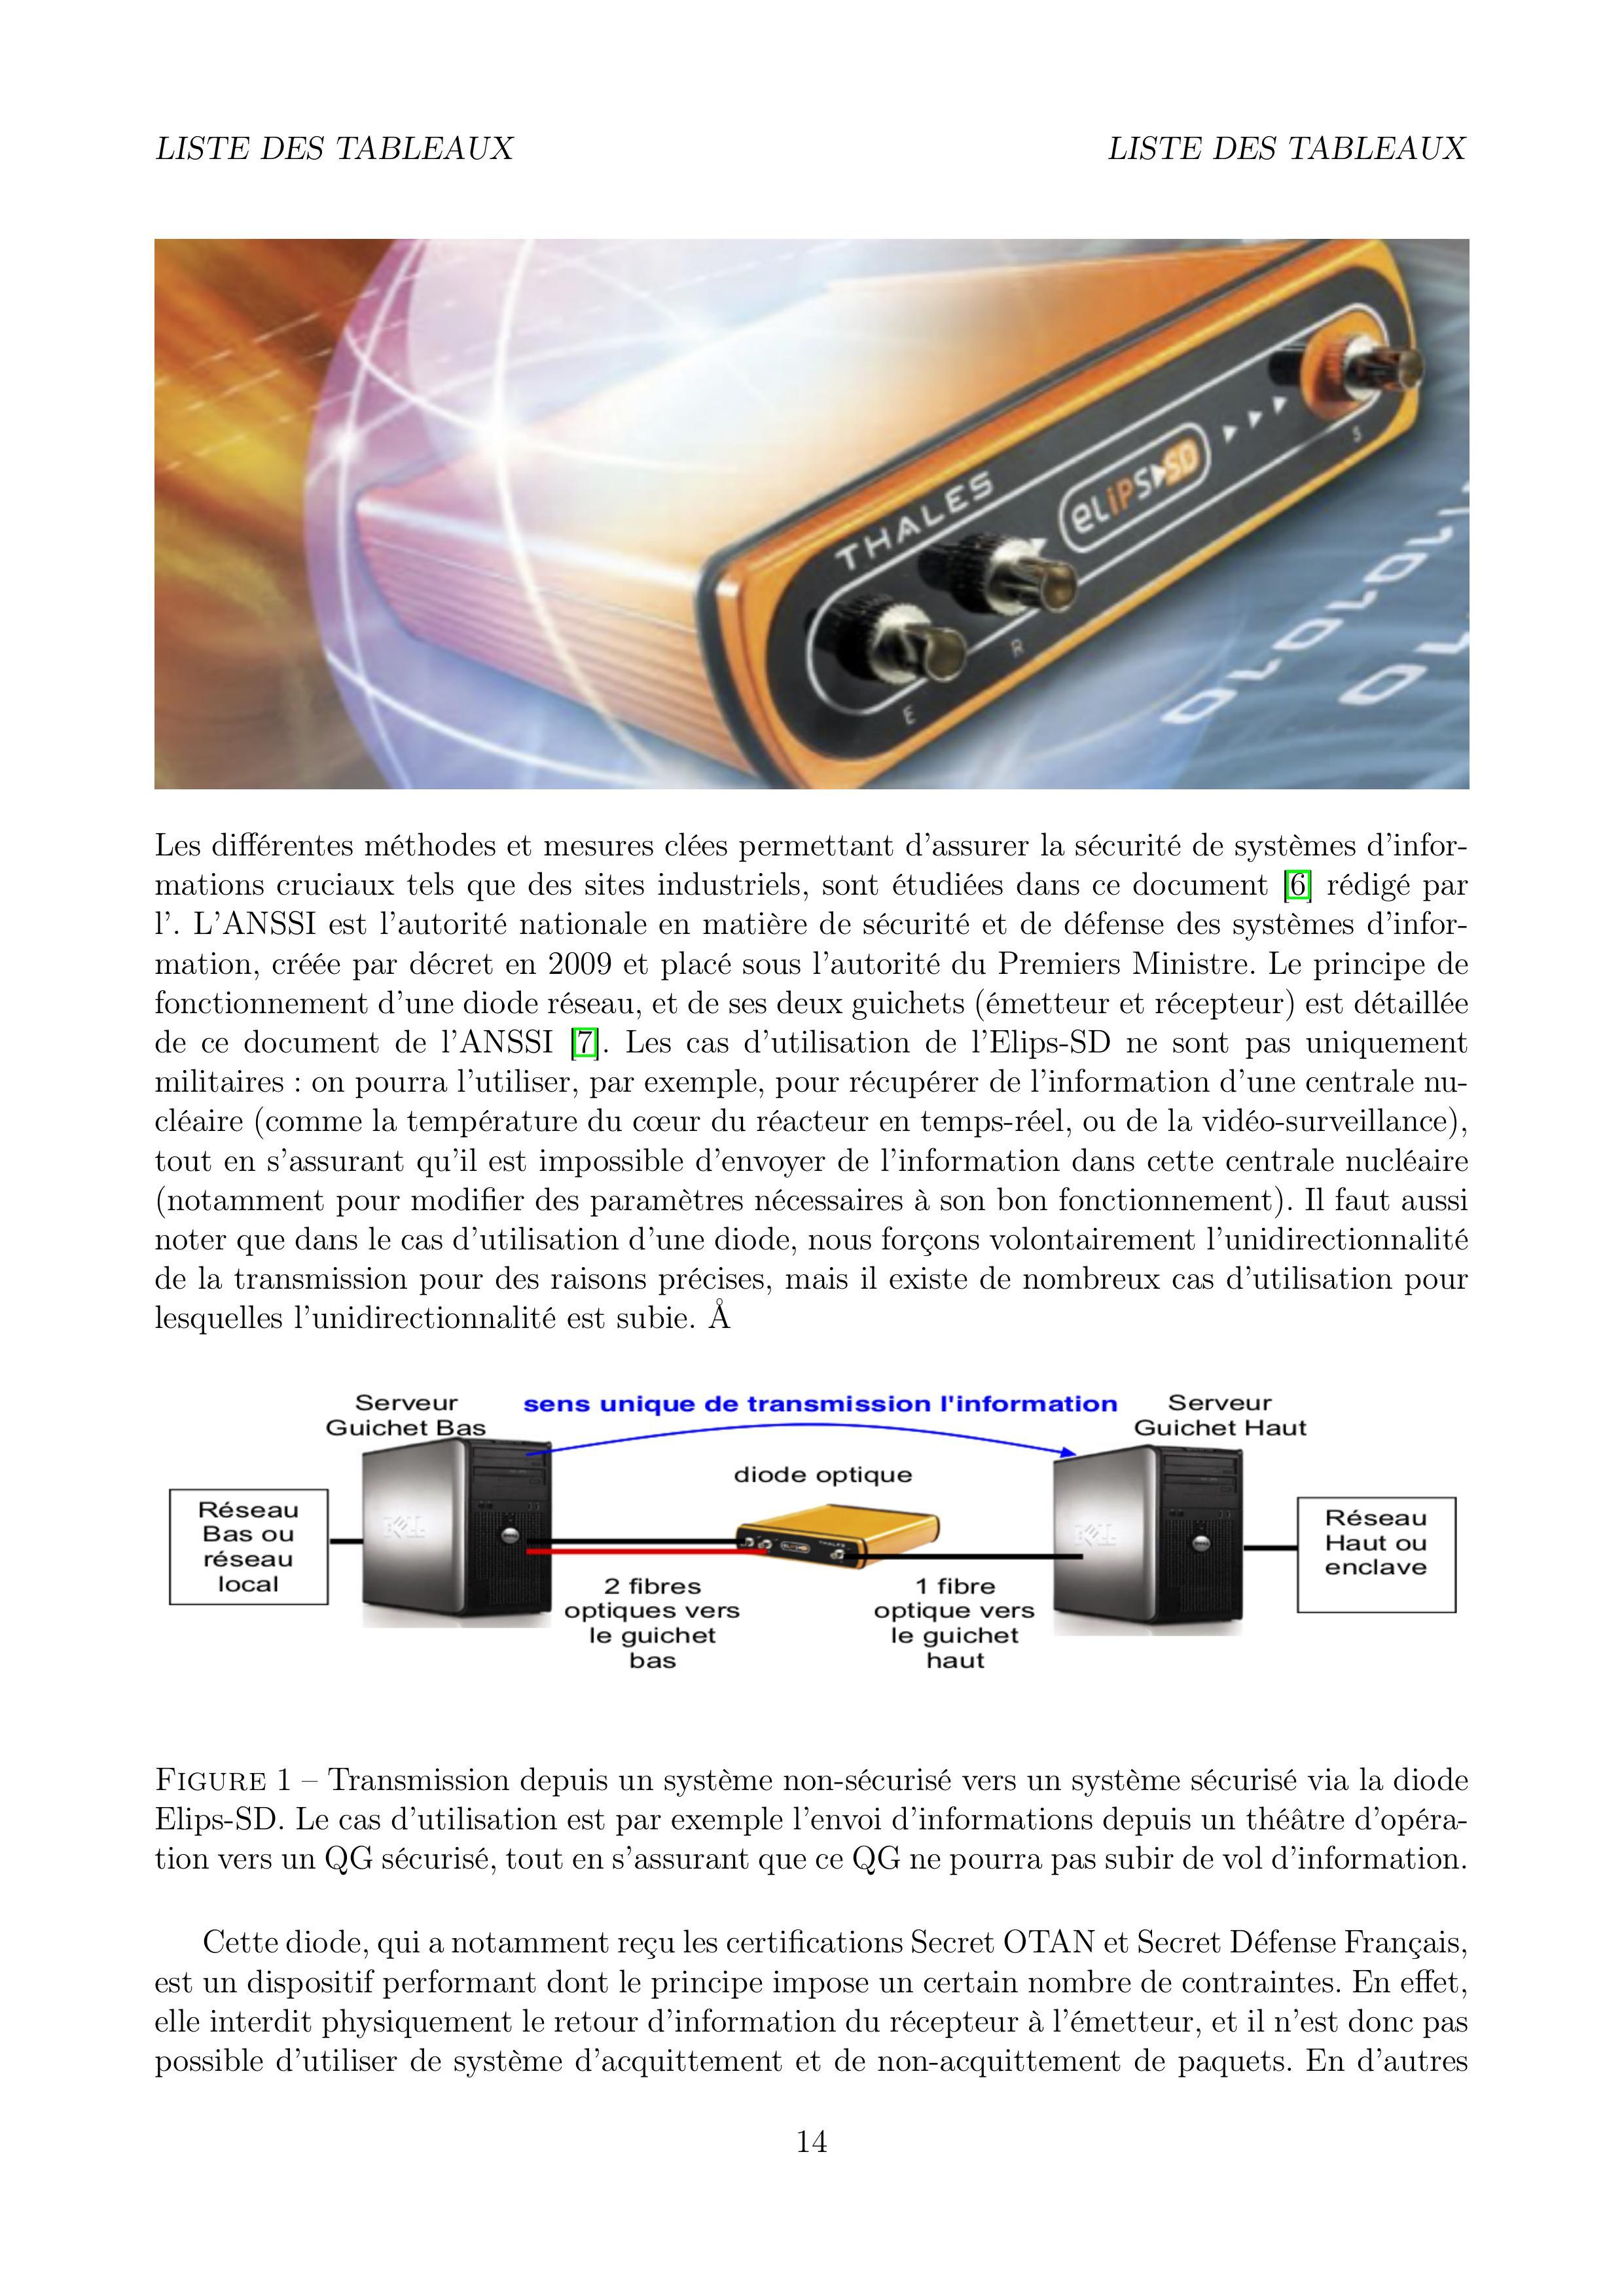 LISTE DES TABLEAUX LISTE DES TABLEAUX
THALES
eLiPS SD
E
R
S
Les différentes méthodes et mesures clées permettant d'assurer la sécurité de systèmes d'infor-
mations cruciaux tels que des sites industriels, sont étudiées dans ce document [6] rédigé par
l'. L'ANSSI est l'autorité nationale en matière de sécurité et de défense des systèmes d'infor-
mation, créée par décret en 2009 et placé sous l'autorité du Premiers Ministre. Le principe de
fonctionnement d'une diode réseau, et de ses deux guichets (émetteur et récepteur) est détaillée
de ce document de l'ANSSI [7]. Les cas d'utilisation de l'Elips-SD ne sont pas uniquement
militaires : on pourra l'utiliser, par exemple, pour récupérer de l'information d'une centrale nu-
cléaire (comme la température du cœur du réacteur en temps-réel, ou de la vidéo-surveillance),
tout en s'assurant qu'il est impossible d'envoyer de l'information dans cette centrale nucléaire
(notamment pour modifier des paramètres nécessaires à son bon fonctionnement). Il faut aussi
noter que dans le cas d'utilisation d'une diode, nous forçons volontairement l'unidirectionnalité
de la transmission pour des raisons précises, mais il existe de nombreux cas d'utilisation pour
lesquelles l'unidirectionnalité est subie. Å
Serveur
Guichet Bas
sens unique de transmission l'information
Serveur
Guichet Haut
diode optique
Réseau
Bas ou
réseau
local
DELL
THALES
DELL
Réseau
Haut ou
enclave
2 fibres
optiques vers
le guichet
bas
1 fibre
optique vers
le guichet
haut
FIGURE 1 – Transmission depuis un système non-sécurisé vers un système sécurisé via la diode
Elips-SD. Le cas d'utilisation est par exemple l'envoi d'informations depuis un théâtre d'opéra-
tion vers un QG sécurisé, tout en s'assurant que ce QG ne pourra pas subir de vol d'information.
Cette diode, qui a notamment reçu les certifications Secret OTAN et Secret Défense Français,
est un dispositif performant dont le principe impose un certain nombre de contraintes. En effet,
elle interdit physiquement le retour d'information du récepteur à l'émetteur, et il n'est donc pas
possible d'utiliser de système d'acquittement et de non-acquittement de paquets. En d'autres
14